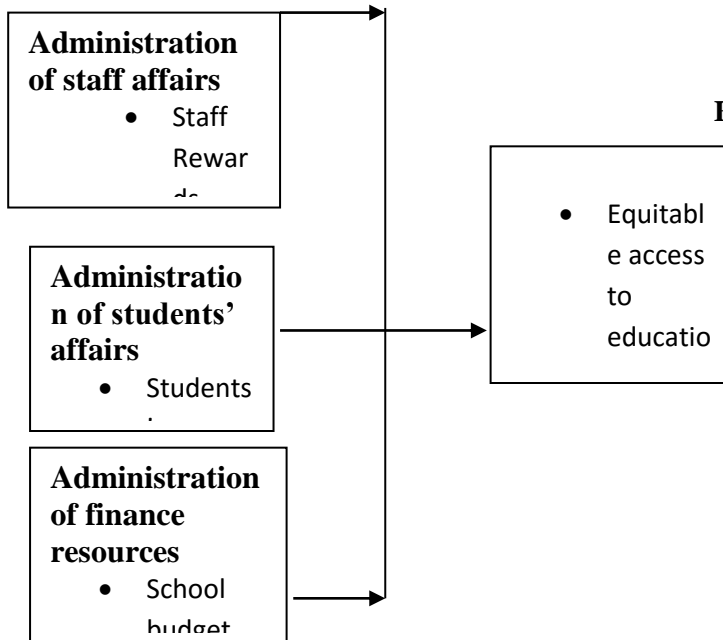 Administration
of staff affairs
• Staff
Rewar
Administratio
n of students’
affairs
• Students
Administration
of finance
resources
• School
budget
• Equitabl
e access
to
educatio